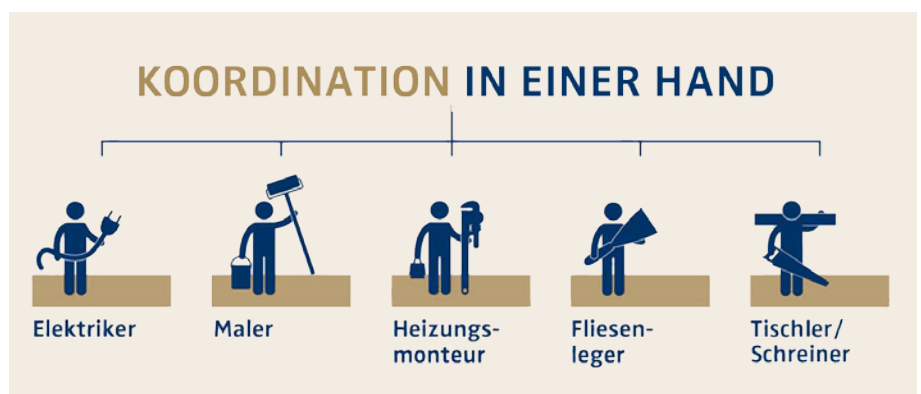 KOORDINATION IN EINER HAND
Elektriker
Maler
Heizungs-
monteur
Fliesen-
leger
Tischler/
Schreiner